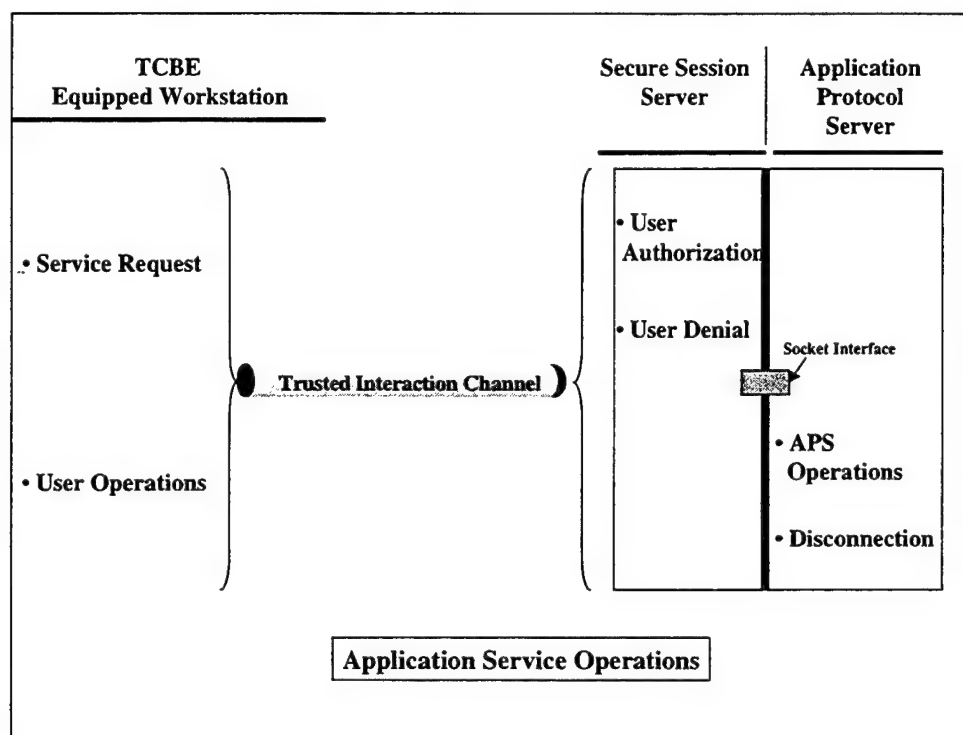 TCBE
Equipped Workstation
Secure Session
Server
Application
Protocol
Server
• Service Request
• User Operations
Trusted Interaction Channel
• User
Authorization
• User Denial
Socket Interface
• APS
Operations
• Disconnection
Application Service Operations